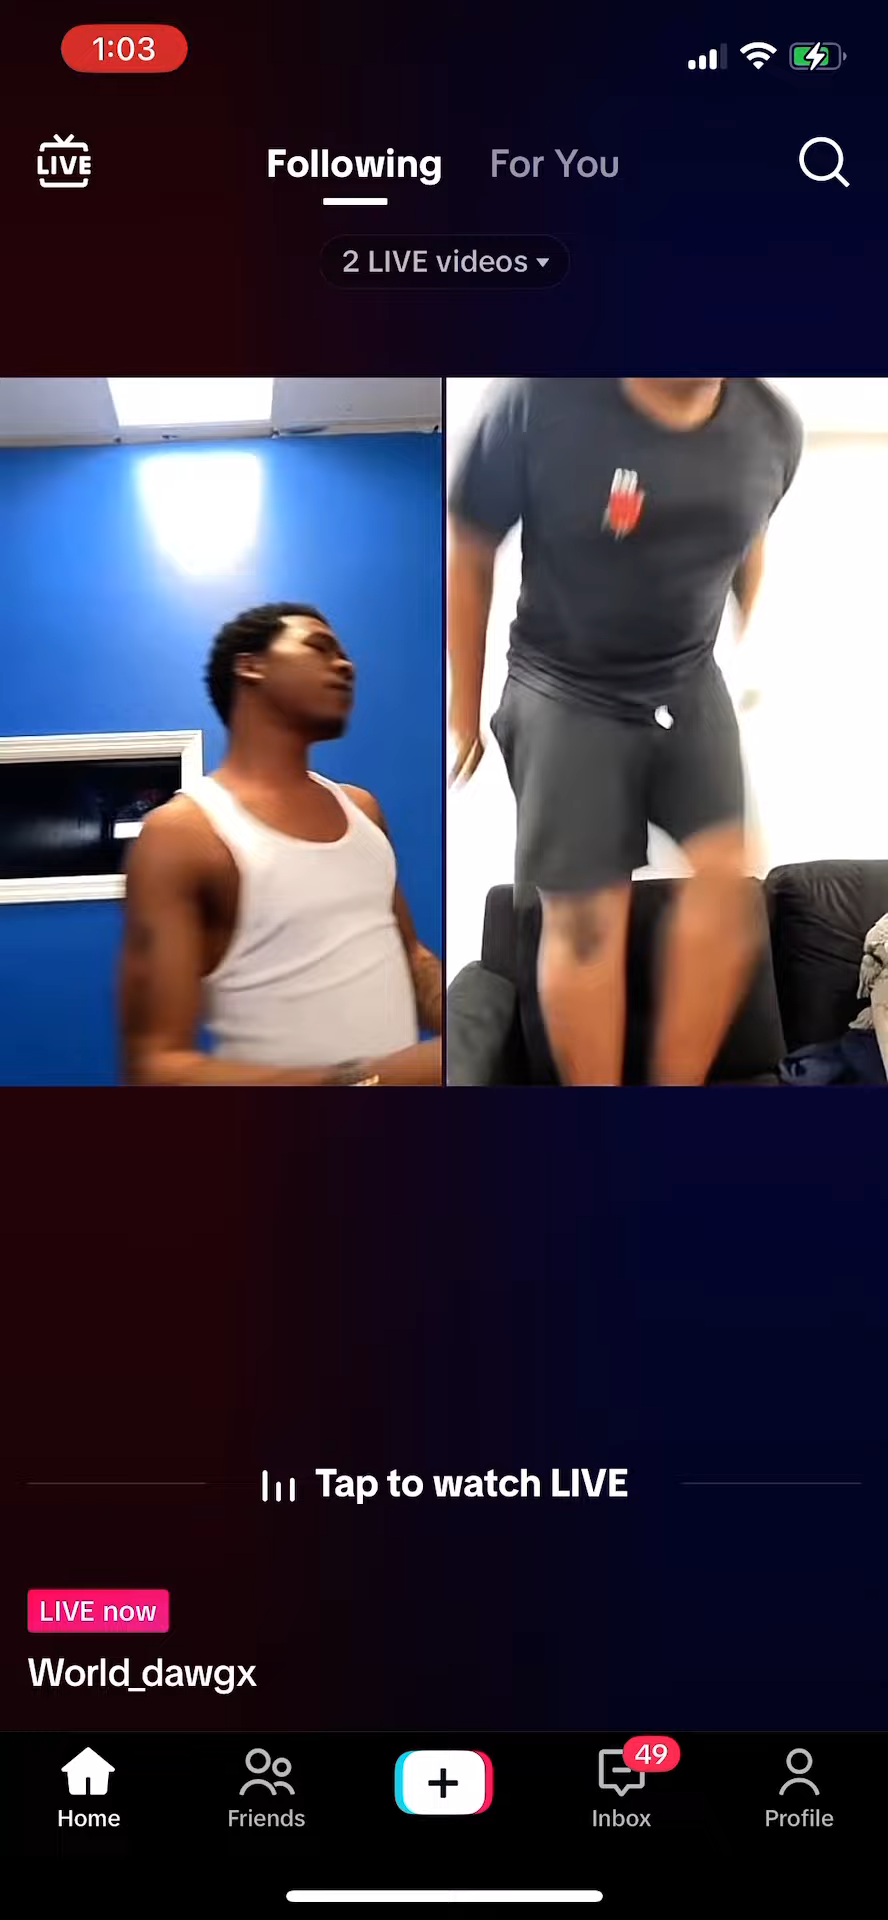 1:03
LIVE
Following For You
2 LIVE videos
Tap to watch LIVE
LIVE now
World_dawgx
49
Home Friends Inbox Profile